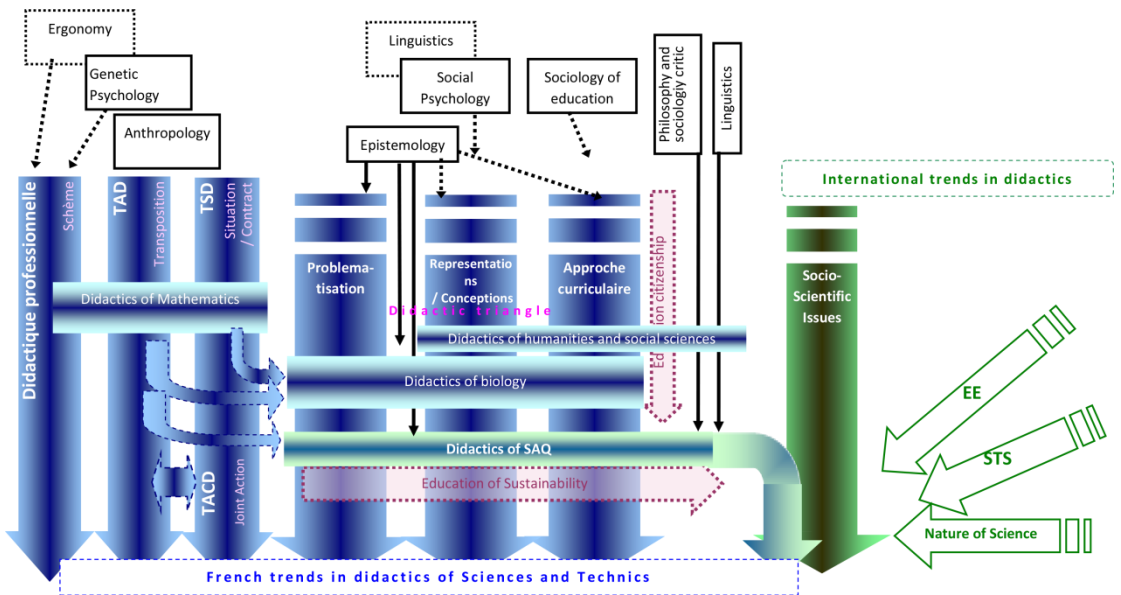 Ergonomy
Genetic
Psychology
Anthropology
Linguistics
Social
Psychology
Sociology of
education
Epistemology
Philosophy and
sociologiy critic
Linguistics
International trends in didactics
Didactique professionnelle
Schème
TAD
Transposition
TSD
Situation
/ Contract
Problema-
tisation
Representatio
ns
/ Conceptions
Approche
curriculaire
Socio-
Scientific
Issues
Didactics of Mathematics
Didactic triangle
Didactics of humanities and social sciences
citizenship
Didactics of biology
Didactics of SAQ
Education of Sustainability
TACD
Joint Action
EE
STS
Nature of Science
French trends in didactics of Sciences and Technics